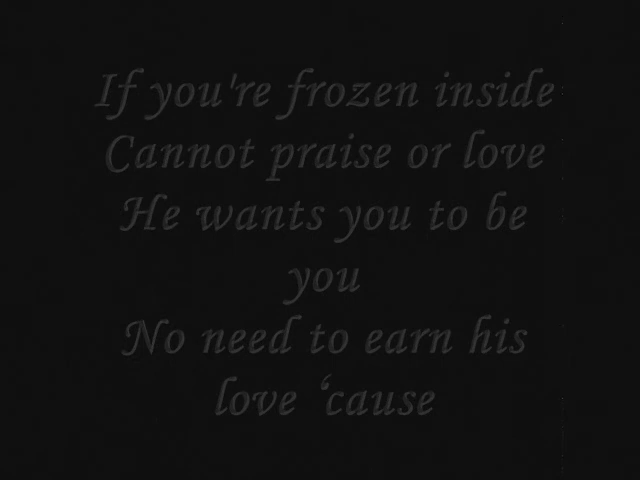 If you're frozen inside
Cannot praise or love
He wants you to be
you
No need to earn his
love ‘cause